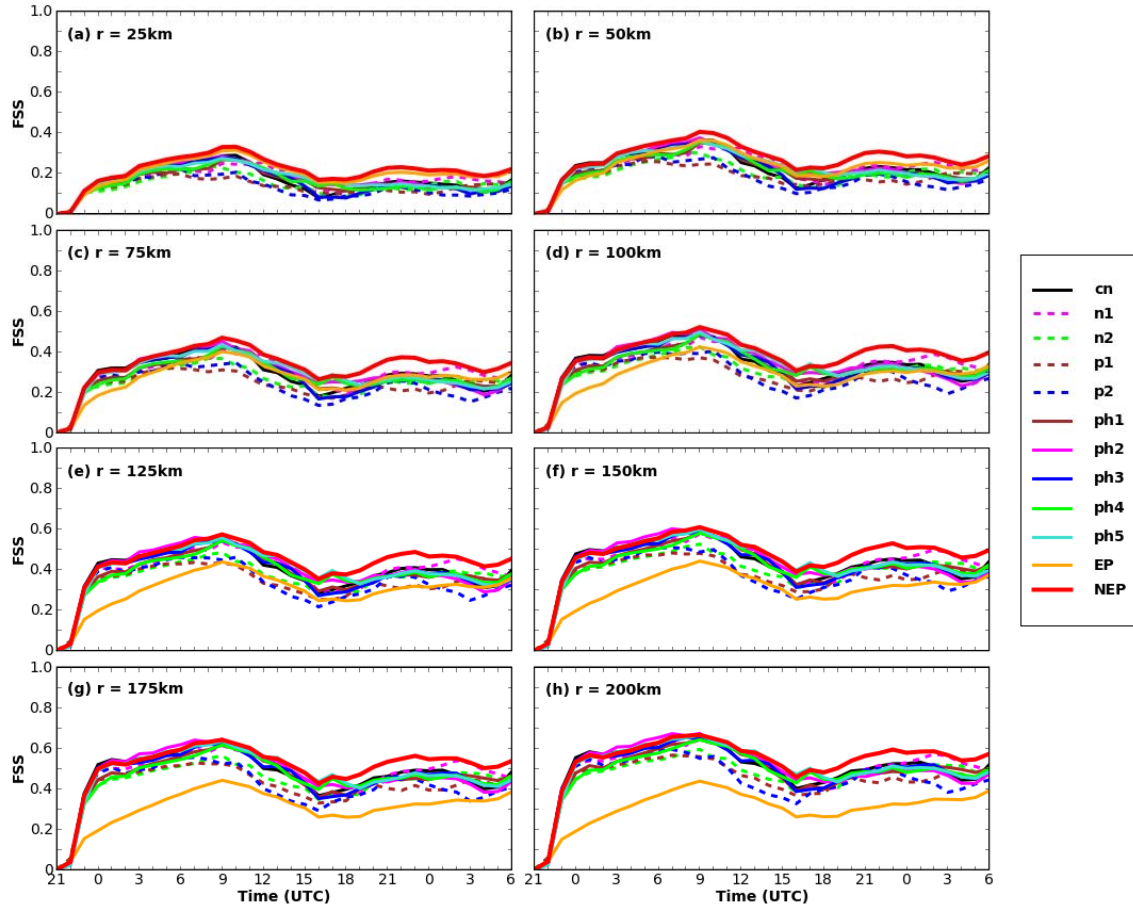 (a) r = 25km
(b) r = 50km
1.0
0.8
0.6
0.4
0.2
0
FSS
(c) r = 75km
(d) r = 100km
1.0
0.8
0.6
0.4
0.2
0
FSS
(e) r = 125km
(f) r = 150km
1.0
0.8
0.6
0.4
0.2
0
FSS
(g) r = 175km
(h) r = 200km
1.0
0.8
0.6
0.4
0.2
0
FSS
21 0 3 6 9 12 15 18 21 0 3 6
Time (UTC)
21 0 3 6 9 12 15 18 21 0 3 6
Time (UTC)
cn
n1
n2
p1
p2
ph1
ph2
ph3
ph4
ph5
EP
NEP